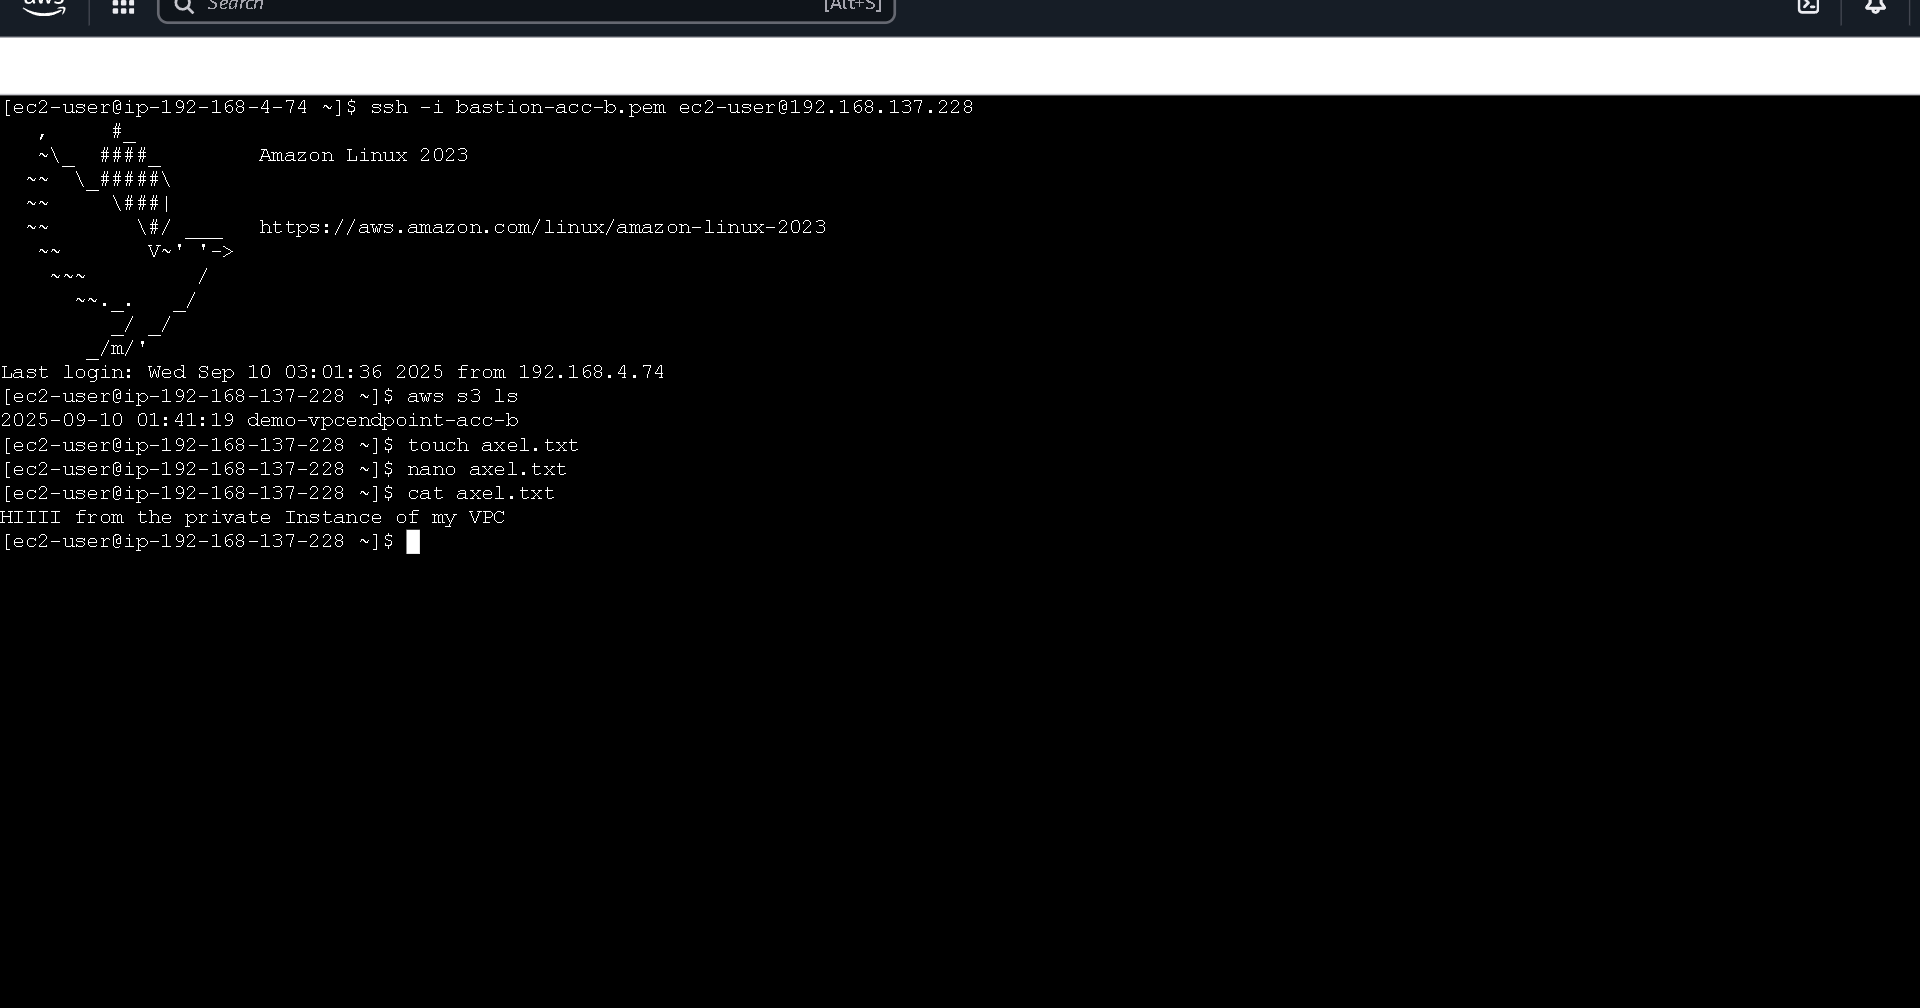 aws Search [Alt+S]
[ec2-user@ip-192-168-4-74 ~]$ ssh -i bastion-acc-b.pem ec2-user@192.168.137.228
   ,     #_
   ~\_  ####_        Amazon Linux 2023
  ~~  \_#####\
  ~~     \###|
  ~~       \#/ ___   https://aws.amazon.com/linux/amazon-linux-2023
   ~~       V~' '->
    ~~~         /
      ~~._.   _/
         _/ _/
       _/m/'
Last login: Wed Sep 10 03:01:36 2025 from 192.168.4.74
[ec2-user@ip-192-168-137-228 ~]$ aws s3 ls
2025-09-10 01:41:19 demo-vpcendpoint-acc-b
[ec2-user@ip-192-168-137-228 ~]$ touch axel.txt
[ec2-user@ip-192-168-137-228 ~]$ nano axel.txt
[ec2-user@ip-192-168-137-228 ~]$ cat axel.txt
HIIII from the private Instance of my VPC
[ec2-user@ip-192-168-137-228 ~]$